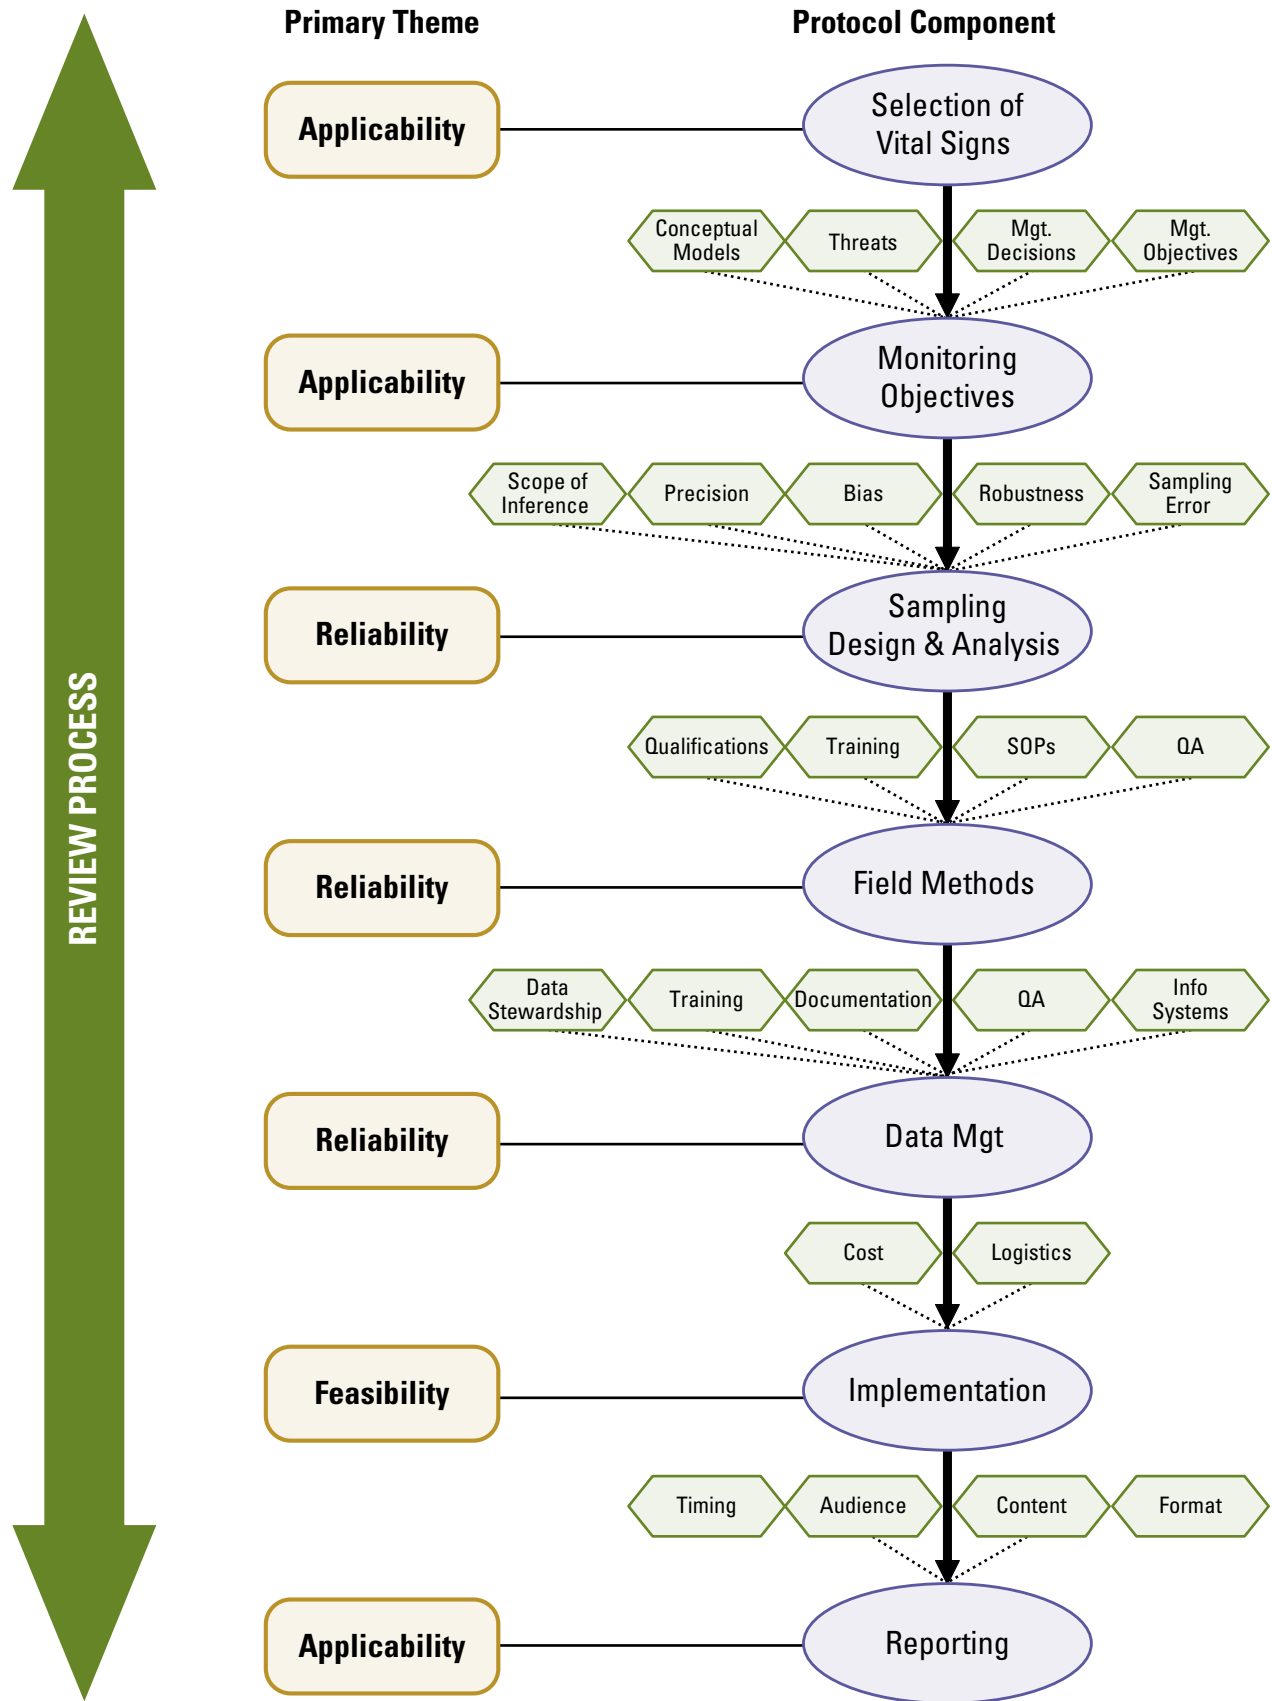 Primary Theme
Protocol Component
Applicability
Selection of
Vital Signs
Conceptual
Models
Threats
Mgt.
Decisions
Mgt.
Objectives
Applicability
Monitoring
Objectives
Scope of
Inference
Precision
Bias
Robustness
Sampling
Error
Reliability
Sampling
Design & Analysis
Qualifications
Training
SOPs
QA
REVIEW PROCESS
Reliability
Field Methods
Data
Stewardship
Training
Documentation
QA
Info
Systems
Reliability
Data Mgt
Cost
Logistics
Feasibility
Implementation
Timing
Audience
Content
Format
Applicability
Reporting